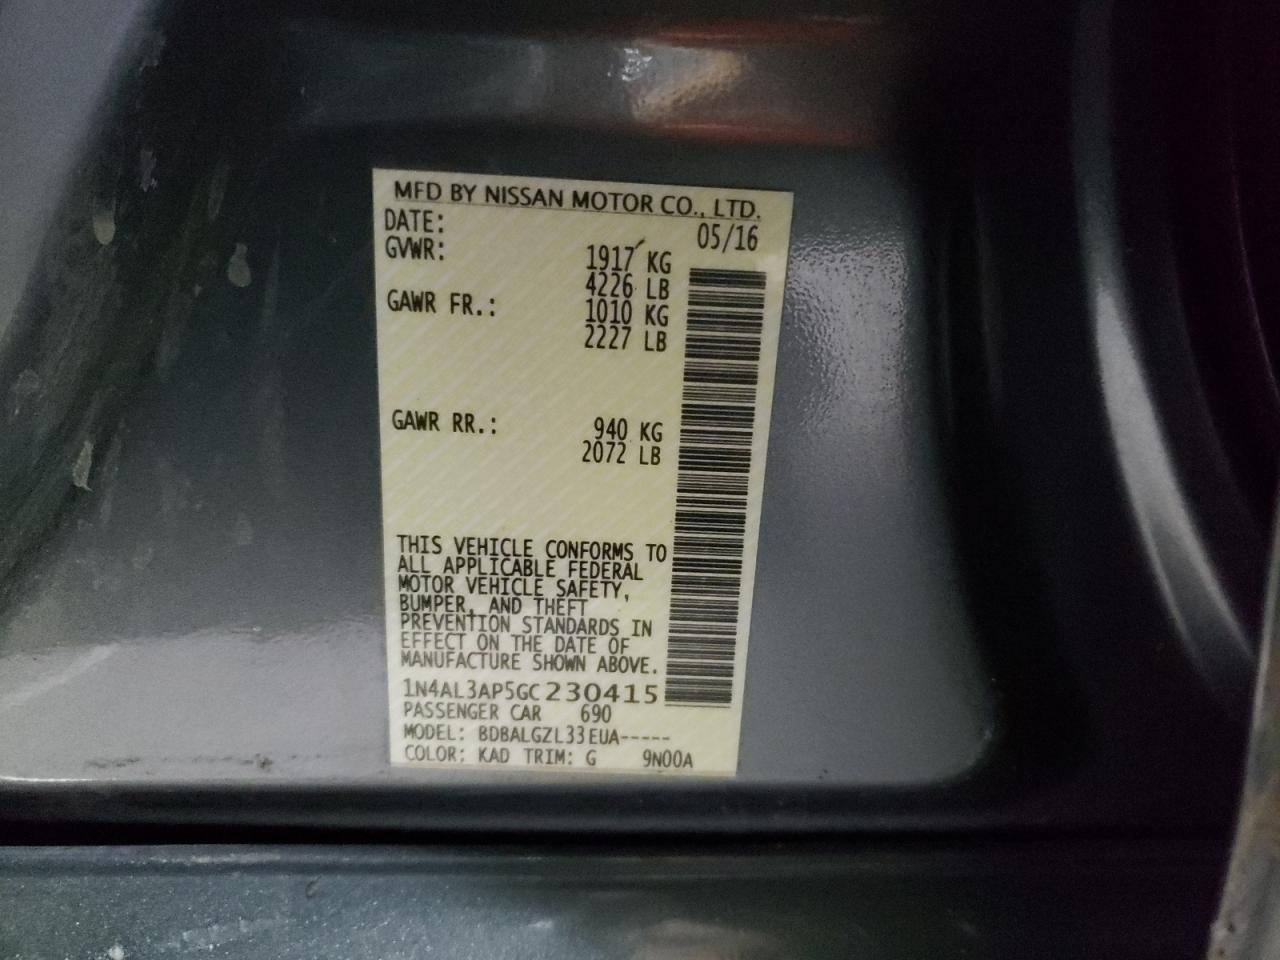 MFD BY NISSAN MOTOR CO., LTD.
DATE: 05/16
GVWR: 1917 KG
4226 LB
GAWR FR.: 1010 KG
2227 LB
GAWR RR.: 940 KG
2072 LB
THIS VEHICLE CONFORMS TO
ALL APPLICABLE FEDERAL
MOTOR VEHICLE SAFETY,
BUMPER, AND THEFT
PREVENTION STANDARDS IN
EFFECT ON THE DATE OF
MANUFACTURE SHOWN ABOVE.
1N4AL3AP5GC230415
PASSENGER CAR 690
MODEL: BDBALGZL33EUA-----
COLOR: KAD TRIM: G 9N00A